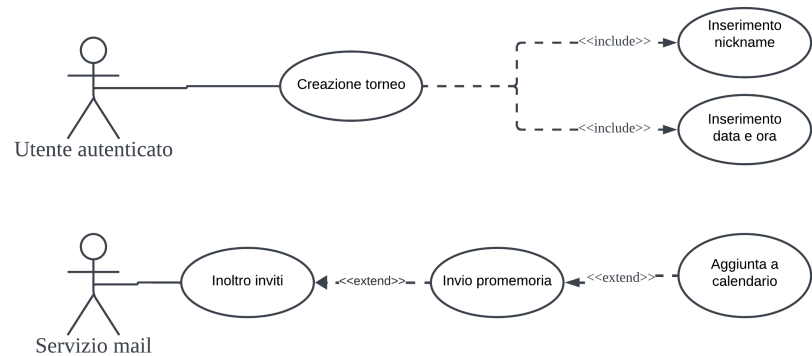 Inserimento
nickname
<<include>>
Creazione torneo
<<include>>
Inserimento
data e ora
Utente autenticato
Inoltro inviti
<<extend>>
Invio promemoria
<<extend>>
Aggiunta a
calendario
Servizio mail